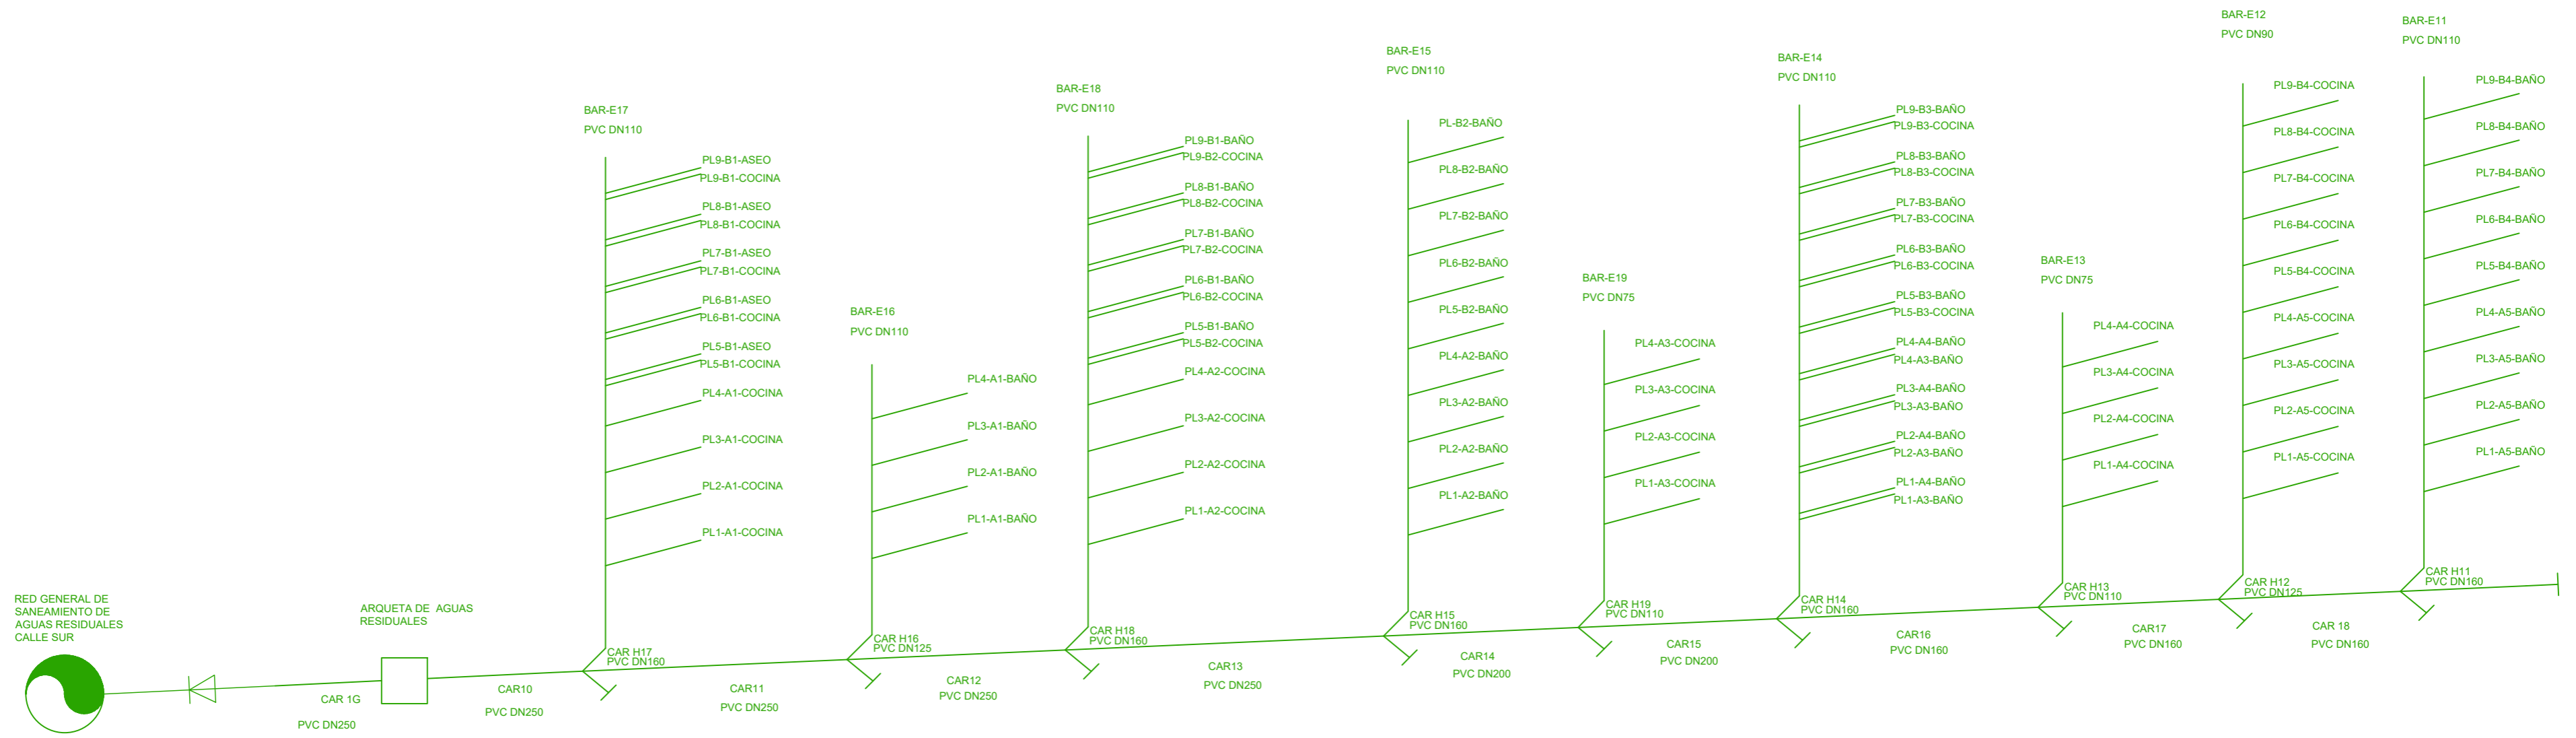 RED GENERAL DE
SANEAMIENTO DE
AGUAS RESIDUALES
CALLE SUR
CAR 1G
PVC DN250
ARQUETA DE AGUAS
RESIDUALES
CAR10
PVC DN250
BAR-E17
PVC DN110
PL9-B1-ASEO
PL9-B1-COCINA
PL8-B1-ASEO
PL8-B1-COCINA
PL7-B1-ASEO
PL7-B1-COCINA
PL6-B1-ASEO
PL6-B1-COCINA
PL5-B1-ASEO
PL5-B1-COCINA
PL4-A1-COCINA
PL3-A1-COCINA
PL2-A1-COCINA
PL1-A1-COCINA
CAR H17
PVC DN160
CAR11
PVC DN250
BAR-E16
PVC DN110
PL4-A1-BAÑO
PL3-A1-BAÑO
PL2-A1-BAÑO
PL1-A1-BAÑO
CAR H16
PVC DN125
CAR12
PVC DN250
BAR-E18
PVC DN110
PL9-B1-BAÑO
PL9-B2-COCINA
PL8-B1-BAÑO
PL8-B2-COCINA
PL7-B1-BAÑO
PL7-B2-COCINA
PL6-B1-BAÑO
PL6-B2-COCINA
PL5-B1-BAÑO
PL5-B2-COCINA
PL4-A2-COCINA
PL3-A2-COCINA
PL2-A2-COCINA
PL1-A2-COCINA
CAR H18
PVC DN160
CAR13
PVC DN250
BAR-E15
PVC DN110
PL-B2-BAÑO
PL8-B2-BAÑO
PL7-B2-BAÑO
PL6-B2-BAÑO
PL5-B2-BAÑO
PL4-A2-BAÑO
PL3-A2-BAÑO
PL2-A2-BAÑO
PL1-A2-BAÑO
CAR H15
PVC DN160
CAR14
PVC DN200
BAR-E19
PVC DN75
PL4-A3-COCINA
PL3-A3-COCINA
PL2-A3-COCINA
PL1-A3-COCINA
CAR H19
PVC DN110
CAR15
PVC DN200
BAR-E14
PVC DN110
PL9-B3-BAÑO
PL9-B3-COCINA
PL8-B3-BAÑO
PL8-B3-COCINA
PL7-B3-BAÑO
PL7-B3-COCINA
PL6-B3-BAÑO
PL6-B3-COCINA
PL5-B3-BAÑO
PL5-B3-COCINA
PL4-A4-BAÑO
PL4-A3-BAÑO
PL3-A4-BAÑO
PL3-A3-BAÑO
PL2-A4-BAÑO
PL2-A3-BAÑO
PL1-A4-BAÑO
PL1-A3-BAÑO
CAR H14
PVC DN160
CAR16
PVC DN160
BAR-E13
PVC DN75
PL4-A4-COCINA
PL3-A4-COCINA
PL2-A4-COCINA
PL1-A4-COCINA
CAR H13
PVC DN110
CAR17
PVC DN160
BAR-E12
PVC DN90
PL9-B4-COCINA
PL8-B4-COCINA
PL7-B4-COCINA
PL6-B4-COCINA
PL5-B4-COCINA
PL4-A5-COCINA
PL3-A5-COCINA
PL2-A5-COCINA
PL1-A5-COCINA
CAR H12
PVC DN125
CAR 18
PVC DN160
BAR-E11
PVC DN110
PL9-B4-BAÑO
PL8-B4-BAÑO
PL7-B4-BAÑO
PL6-B4-BAÑO
PL5-B4-BAÑO
PL4-A5-BAÑO
PL3-A5-BAÑO
PL2-A5-BAÑO
PL1-A5-BAÑO
CAR H11
PVC DN160